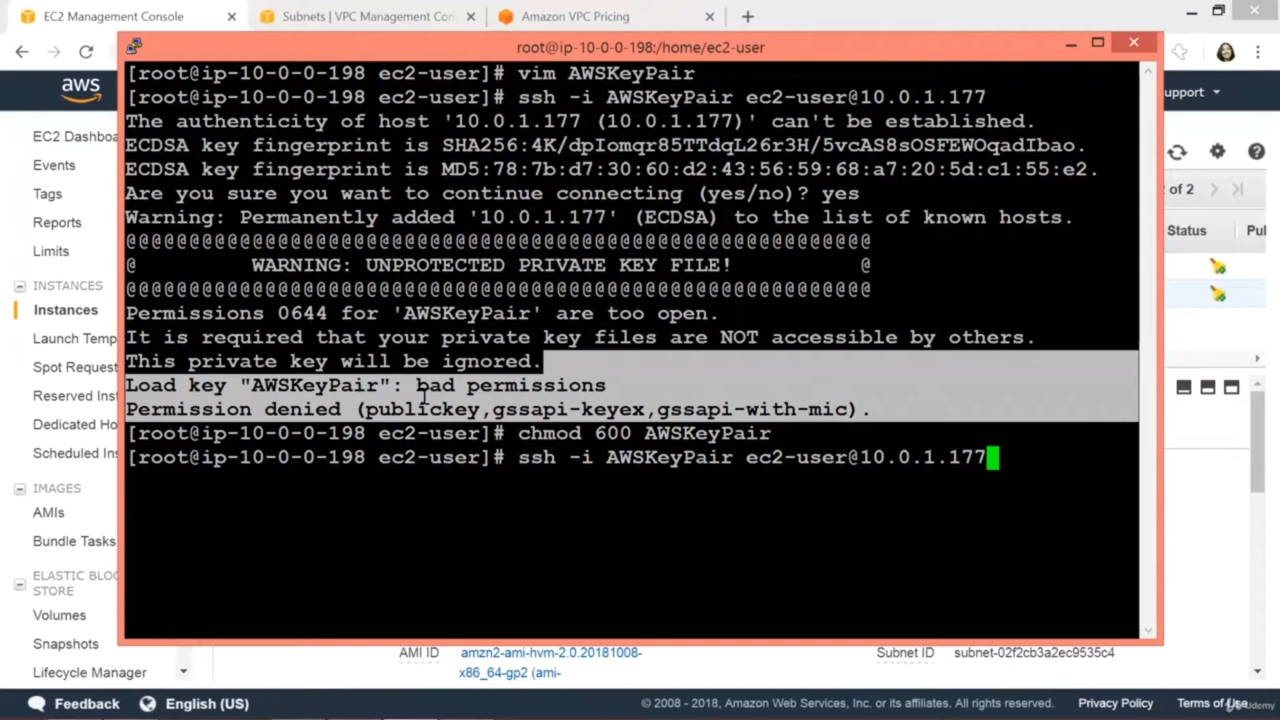 EC2 Management Console
Subnets | VPC Management Con
Amazon VPC Pricing
root@ip-10-0-0-198:/home/ec2-user
aws
upport
[root@ip-10-0-0-198 ec2-user]# vim AWSKeyPair
[root@ip-10-0-0-198 ec2-user]# ssh -i AWSKeyPair ec2-user@10.0.1.177
The authenticity of host '10.0.1.177 (10.0.1.177)' can't be established.
ECDSA key fingerprint is SHA256:4K/dpIomqr85TTdqL26r3H/5vcAS8sOSFEWOqadIbao.
ECDSA key fingerprint is MD5:78:7b:d7:30:60:d2:43:56:59:68:a7:20:5d:c1:55:e2.
Are you sure you want to continue connecting (yes/no)? yes
Warning: Permanently added '10.0.1.177' (ECDSA) to the list of known hosts.
@@@@@@@@@@@@@@@@@@@@@@@@@@@@@@@@@@@@@@@@@@@@@@@@@@@@@@@@@@@
@         WARNING: UNPROTECTED PRIVATE KEY FILE!          @
@@@@@@@@@@@@@@@@@@@@@@@@@@@@@@@@@@@@@@@@@@@@@@@@@@@@@@@@@@@
Permissions 0644 for 'AWSKeyPair' are too open.
It is required that your private key files are NOT accessible by others.
This private key will be ignored.
Load key "AWSKeyPair": bad permissions
Permission denied (publickey,gssapi-keyex,gssapi-with-mic).
[root@ip-10-0-0-198 ec2-user]# chmod 600 AWSKeyPair
[root@ip-10-0-0-198 ec2-user]# ssh -i AWSKeyPair ec2-user@10.0.1.177
EC2 Dashboa
Events
Tags
Reports
Limits
INSTANCES
Instances
Launch Temp
Spot Request
Reserved Inst
Dedicated Ho
Scheduled Ins
IMAGES
AMIs
Bundle Tasks
ELASTIC BLOC
STORE
Volumes
Snapshots
Lifecycle Manager
2 of 2
Status
Pul
AMI ID
amzn2-ami-hvm-2.0.20181008-
x86_64-gp2 (ami-
Subnet ID
subnet-02f2cb3a2ec9535c4
Feedback
English (US)
© 2008 - 2018, Amazon Web Services, Inc. or its affiliates. All rights reserved.
Privacy Policy
Terms of Use
Udemy